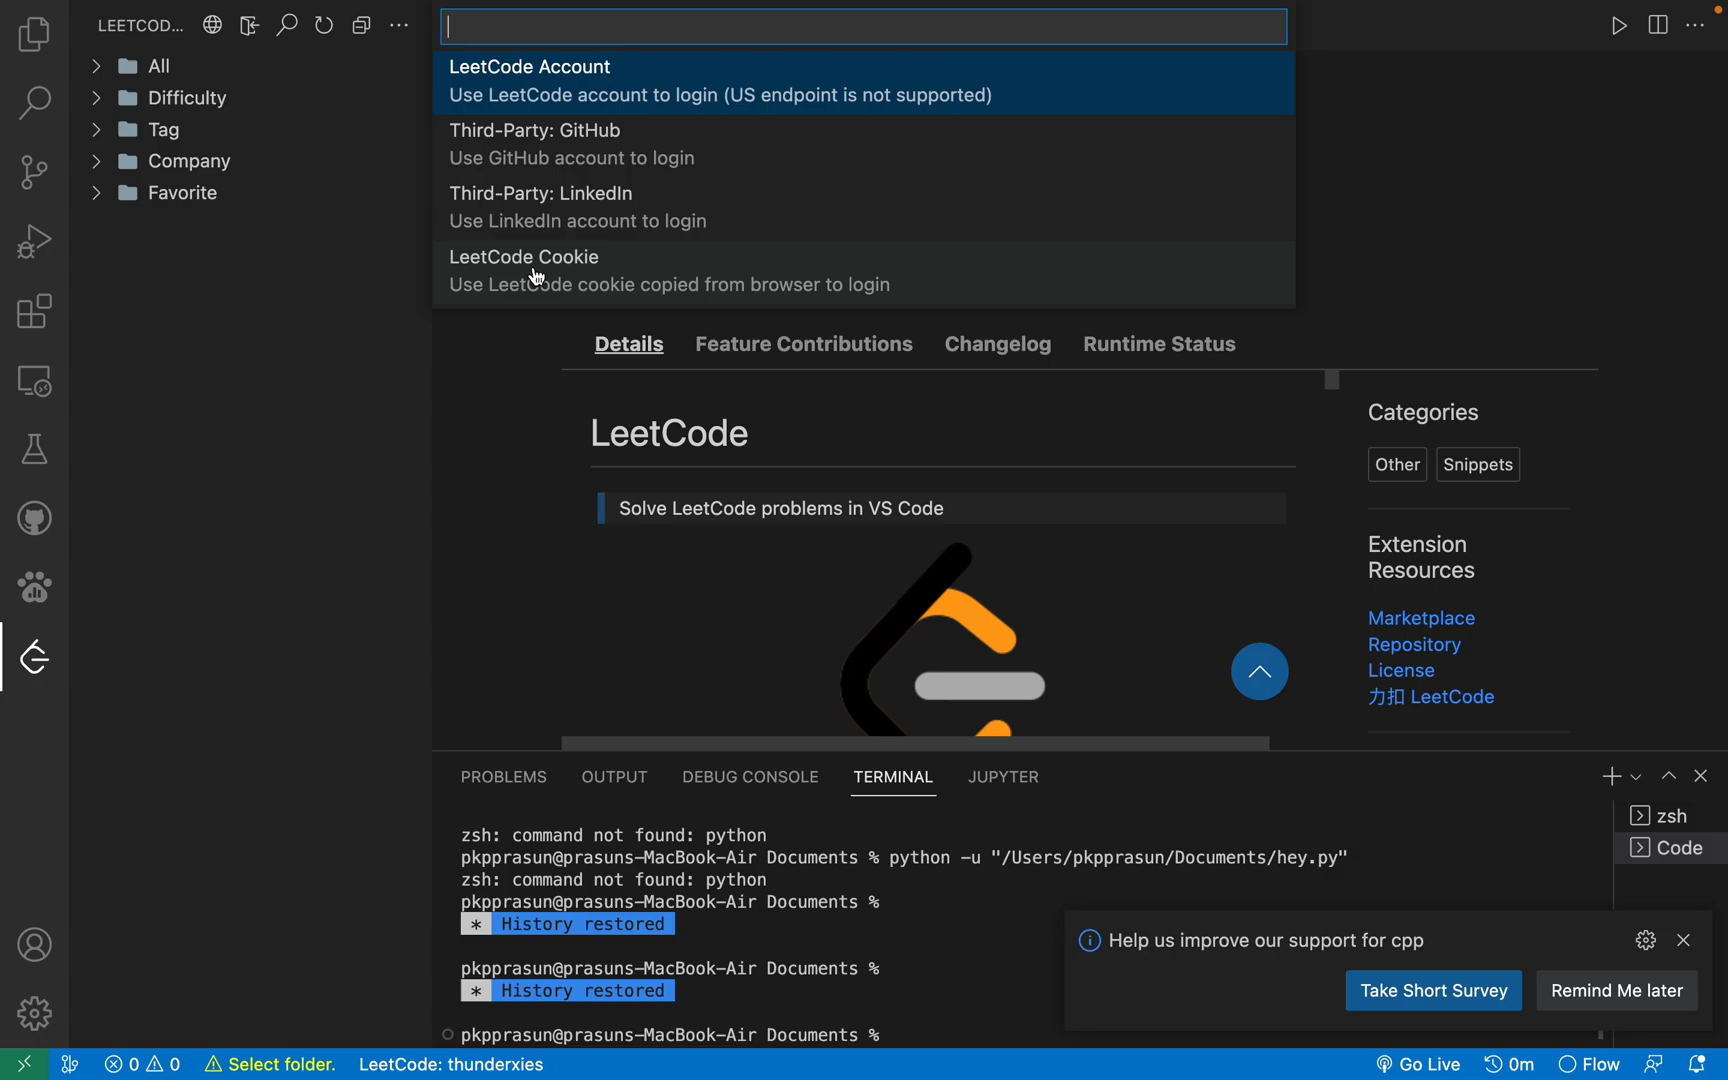 LEETCOD...
All
Difficulty
Tag
Company
Favorite
LeetCode Account
Use LeetCode account to login (US endpoint is not supported)
Third-Party: GitHub
Use GitHub account to login
Third-Party: LinkedIn
Use LinkedIn account to login
LeetCode Cookie
Use LeetCode cookie copied from browser to login
Details Feature Contributions Changelog Runtime Status
LeetCode
Solve LeetCode problems in VS Code
Categories
Other Snippets
Extension
Resources
Marketplace
Repository
License
力扣 LeetCode
PROBLEMS OUTPUT DEBUG CONSOLE TERMINAL JUPYTER
zsh: command not found: python
pkpprasun@prasuns-MacBook-Air Documents % python -u "/Users/pkpprasun/Documents/hey.py"
zsh: command not found: python
pkpprasun@prasuns-MacBook-Air Documents %
* History restored
pkpprasun@prasuns-MacBook-Air Documents %
* History restored
pkpprasun@prasuns-MacBook-Air Documents %
zsh
Code
Help us improve our support for cpp
Take Short Survey Remind Me later
0 0 Select folder. LeetCode: thunderxies Go Live 0m Flow